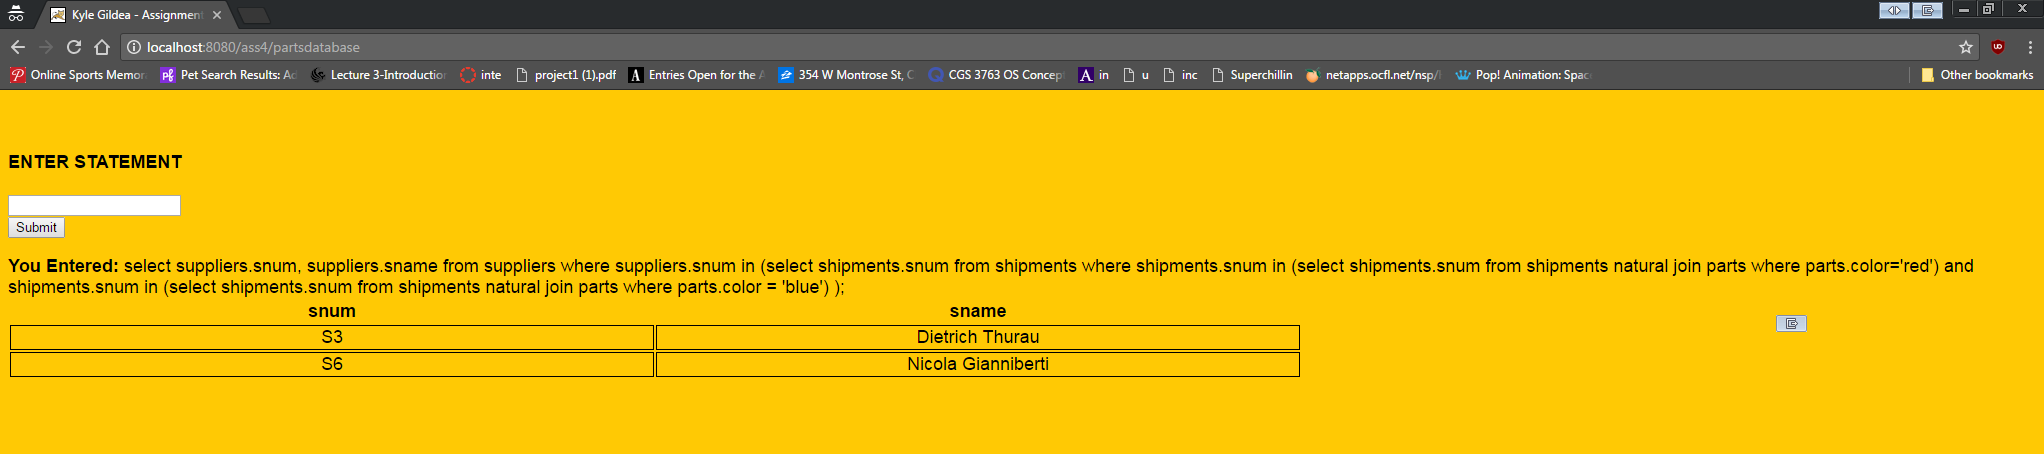 Kyle Gildea - Assignment
localhost:8080/ass4/partsdatabase
Online Sports Memor Pet Search Results: Ad Lecture 3-Introduction inte project1 (1).pdf Entries Open for the A 354 W Montrose St, C CGS 3763 OS Concep in u inc Superchillin netapps.ocfl.net/nsp/ Pop! Animation: Spac Other bookmarks
ENTER STATEMENT
Submit
You Entered: select suppliers.snum, suppliers.sname from suppliers where suppliers.snum in (select shipments.snum from shipments where shipments.snum in (select shipments.snum from shipments natural join parts where parts.color='red') and
shipments.snum in (select shipments.snum from shipments natural join parts where parts.color = 'blue') );
snum sname
S3 Dietrich Thurau
S6 Nicola Gianniberti